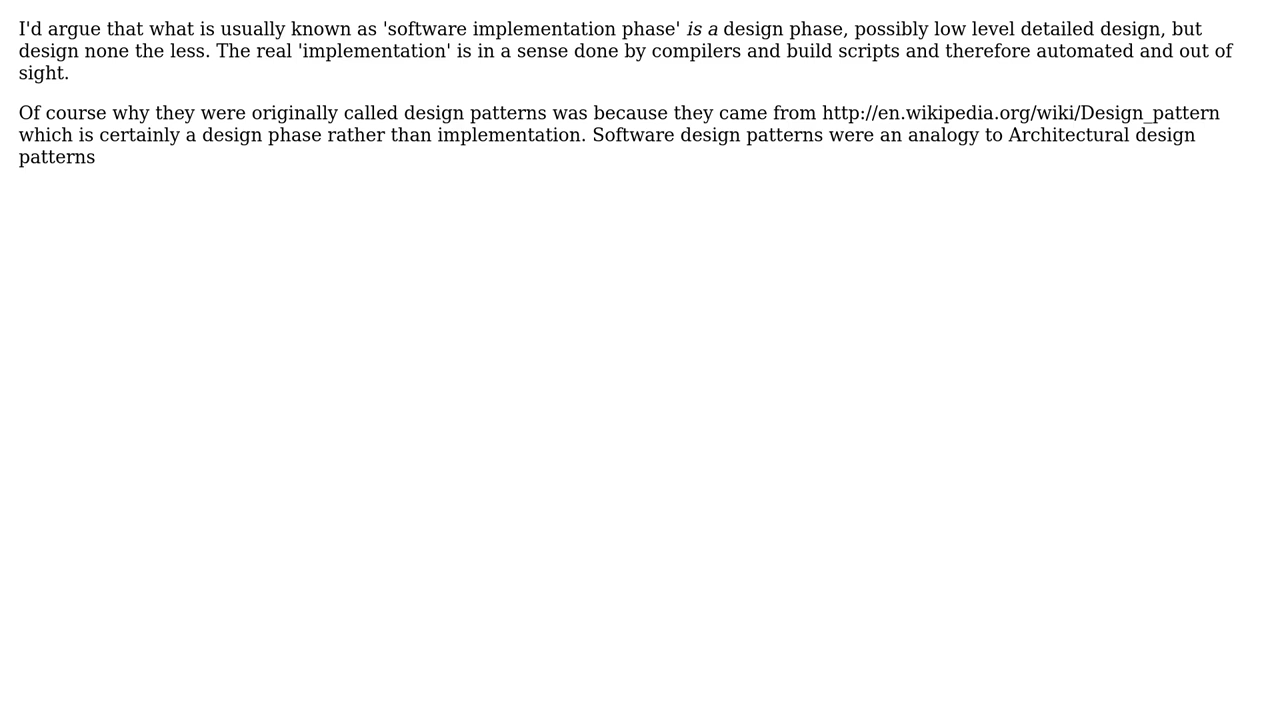 I'd argue that what is usually known as 'software implementation phase' is a design phase, possibly low level detailed design, but
design none the less. The real 'implementation' is in a sense done by compilers and build scripts and therefore automated and out of
sight.
Of course why they were originally called design patterns was because they came from http://en.wikipedia.org/wiki/Design_pattern
which is certainly a design phase rather than implementation. Software design patterns were an analogy to Architectural design
patterns